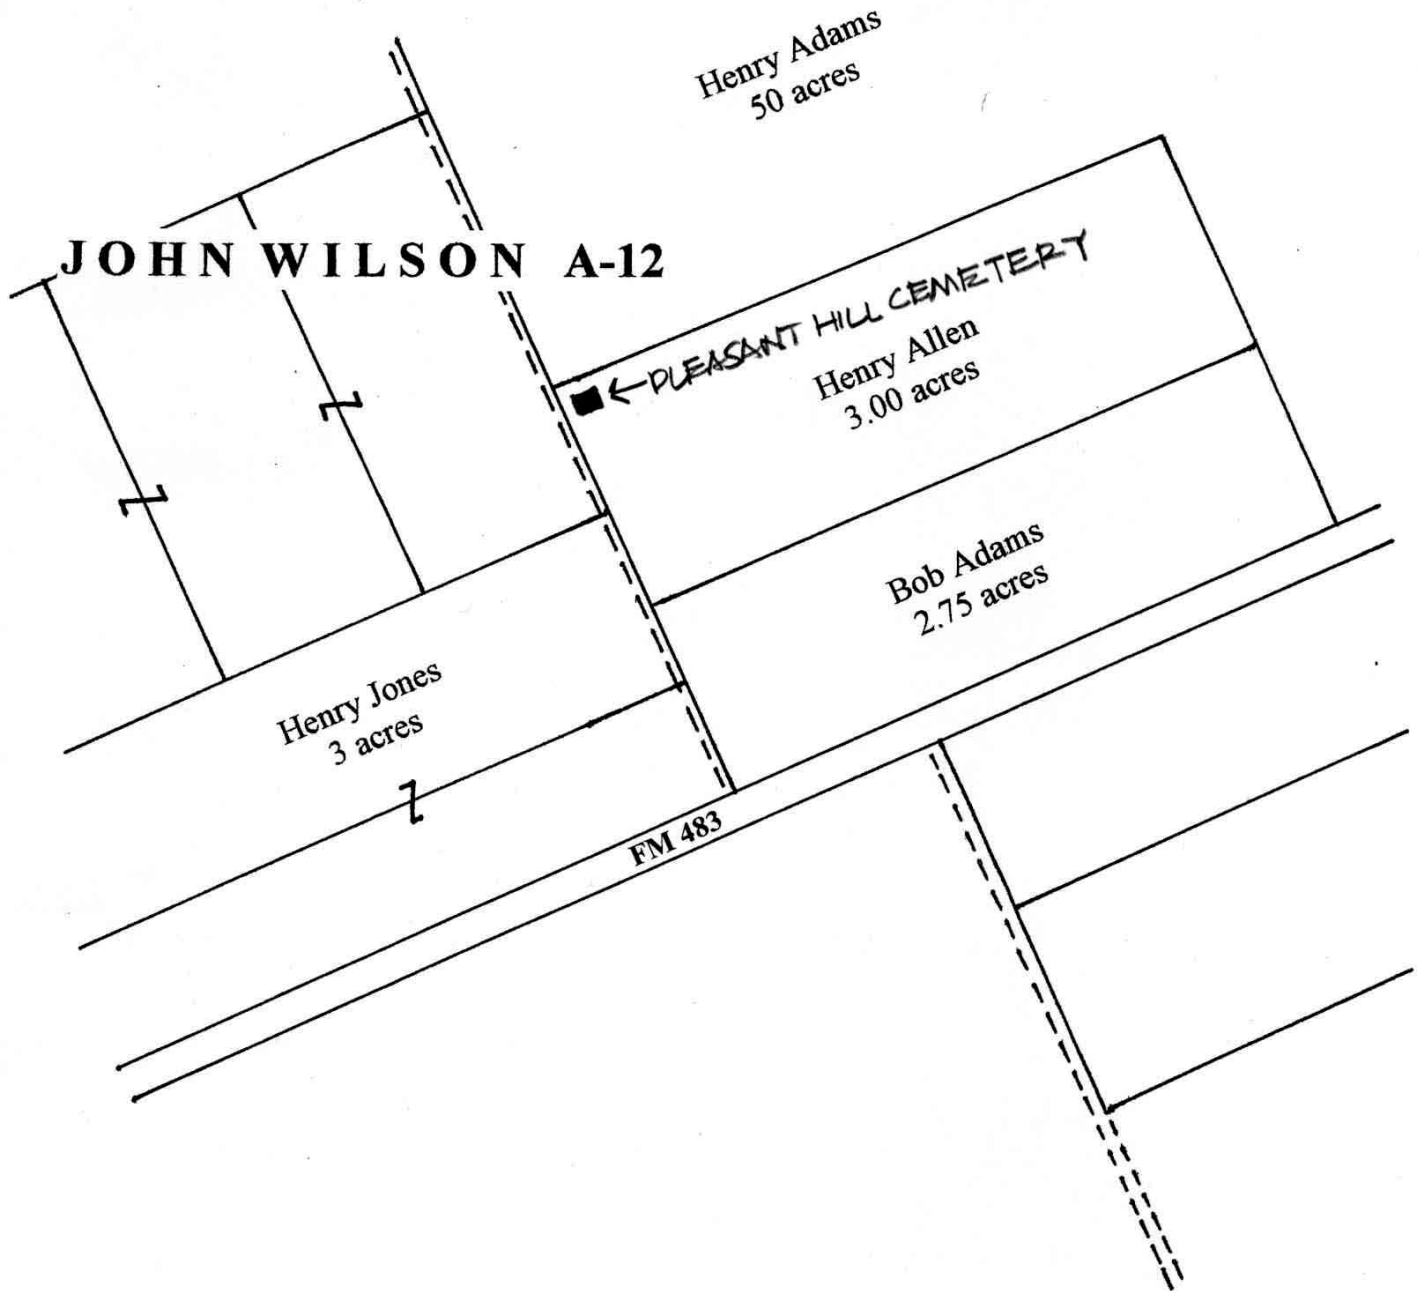 Henry Adams
50 acres
JOHN WILSON A-12
PLEASANT HILL CEMETERY
Henry Allen
3.00 acres
Bob Adams
2.75 acres
Henry Jones
3 acres
FM 483